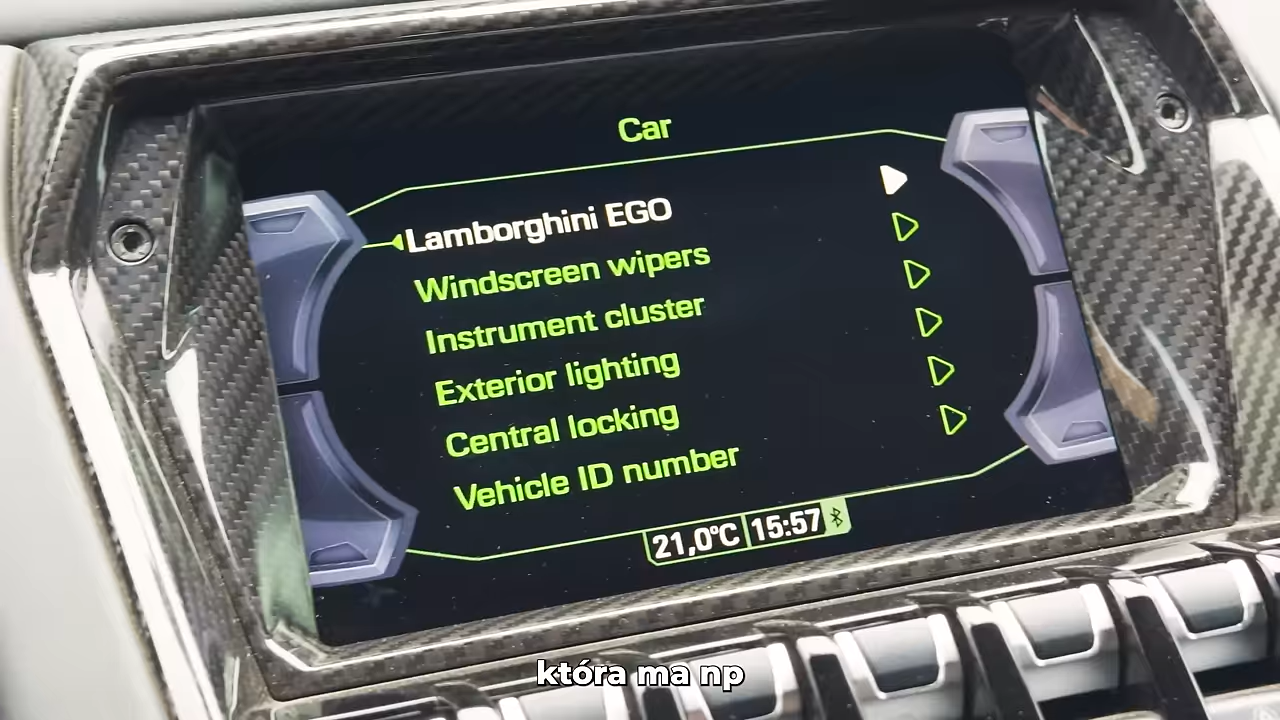 Car
Lamborghini EGO
Windscreen wipers
Instrument cluster
Exterior lighting
Central locking
Vehicle ID number
21,0°C 15:57
która ma np